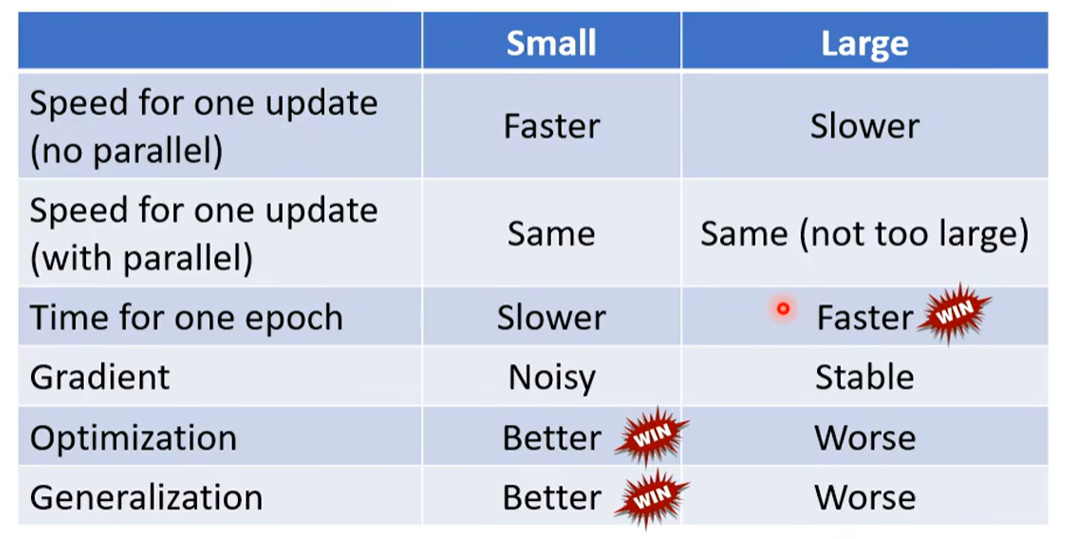 Small Large
Speed for one update
(no parallel)
Faster Slower
Speed for one update
(with parallel)
Same Same (not too large)
Time for one epoch Slower Faster WIN
Gradient Noisy Stable
Optimization Better WIN Worse
Generalization Better WIN Worse